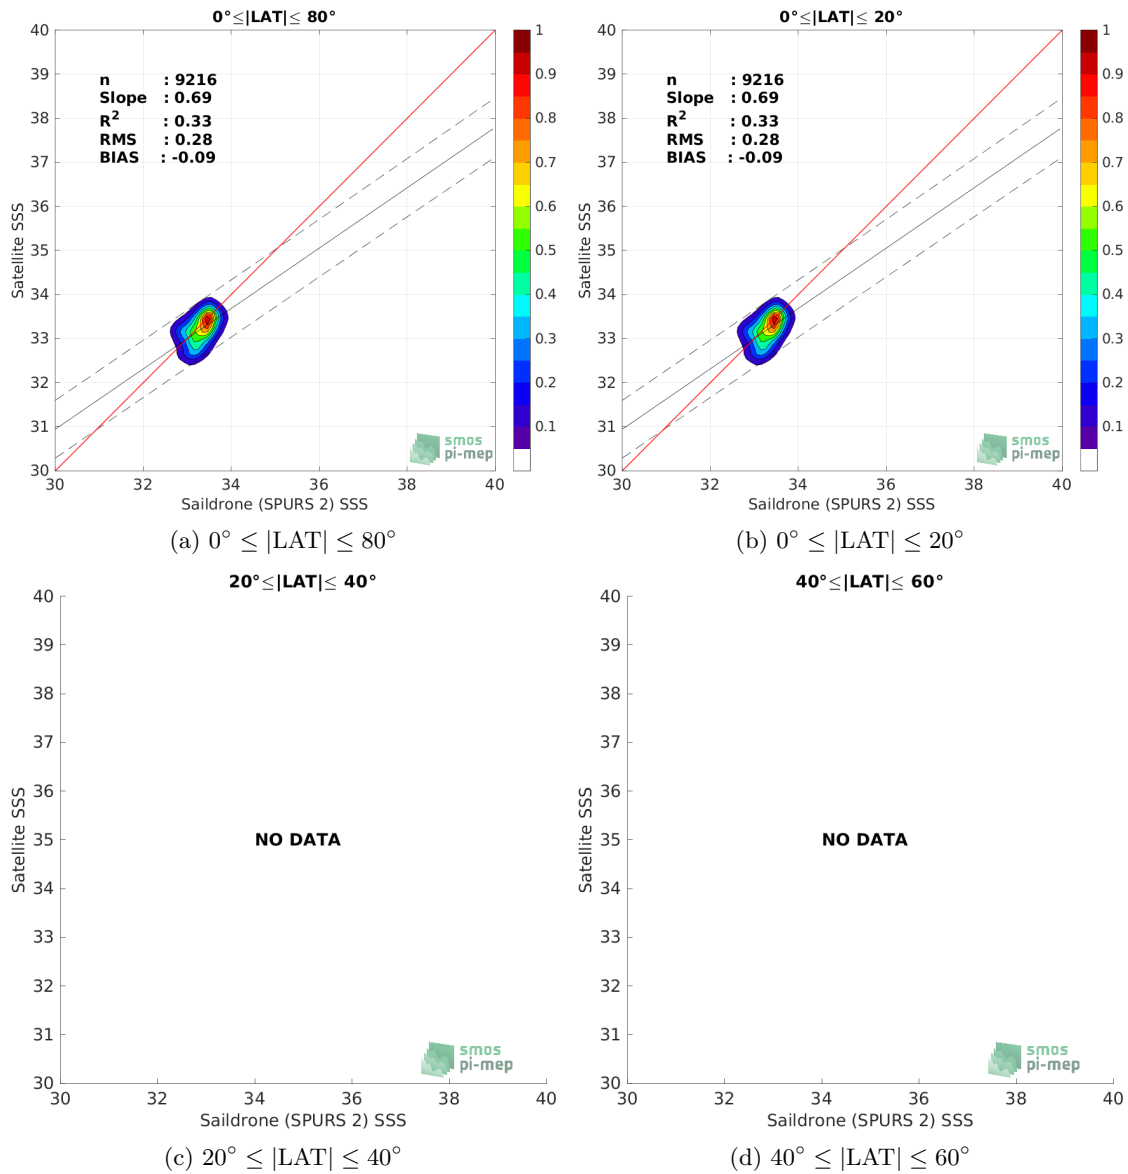 0°≤|LAT|≤ 80°
40
39
38
37
36
35
34
33
32
31
30
Satellite SSS
n : 9216
Slope : 0.69
R² : 0.33
RMS : 0.28
BIAS : -0.09
1
0.9
0.8
0.7
0.6
0.5
0.4
0.3
0.2
0.1
smos
pi-mep
30 32 34 36 38 40
Saildrone (SPURS 2) SSS
(a) 0° ≤ |LAT| ≤ 80°
0°≤|LAT|≤ 20°
40
39
38
37
36
35
34
33
32
31
30
Satellite SSS
n : 9216
Slope : 0.69
R² : 0.33
RMS : 0.28
BIAS : -0.09
1
0.9
0.8
0.7
0.6
0.5
0.4
0.3
0.2
0.1
smos
pi-mep
30 32 34 36 38 40
Saildrone (SPURS 2) SSS
(b) 0° ≤ |LAT| ≤ 20°
20°≤|LAT|≤ 40°
40
39
38
37
36
35
34
33
32
31
30
Satellite SSS
NO DATA
smos
pi-mep
30 32 34 36 38 40
Saildrone (SPURS 2) SSS
(c) 20° ≤ |LAT| ≤ 40°
40°≤|LAT|≤ 60°
40
39
38
37
36
35
34
33
32
31
30
Satellite SSS
NO DATA
smos
pi-mep
30 32 34 36 38 40
Saildrone (SPURS 2) SSS
(d) 40° ≤ |LAT| ≤ 60°